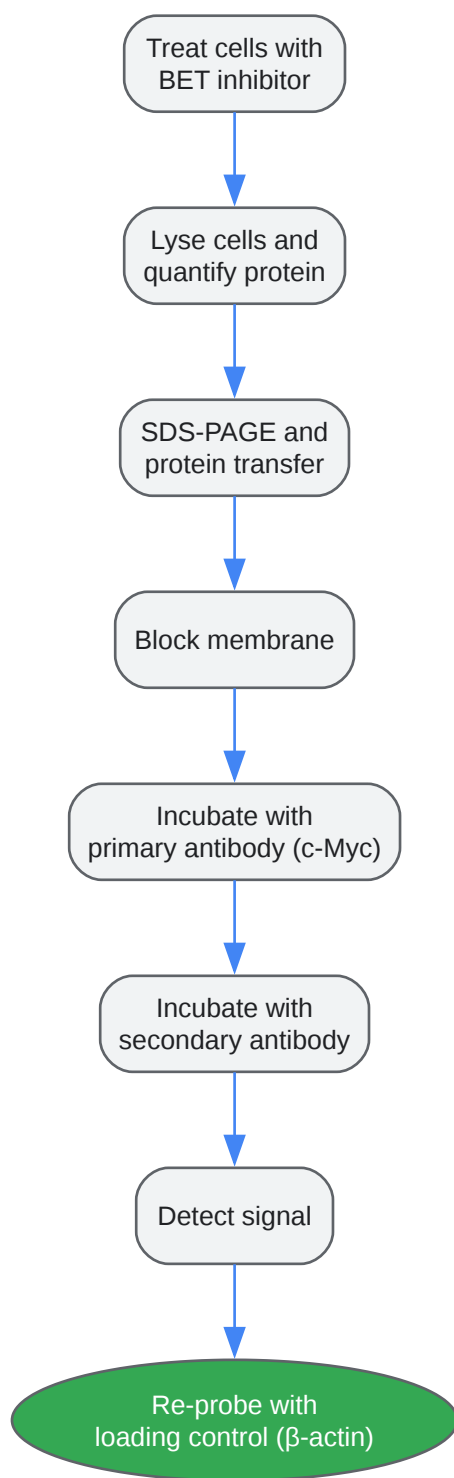 Treat cells with
BET inhibitor
Lyse cells and
quantify protein
SDS-PAGE and
protein transfer
Block membrane
Incubate with
primary antibody (c-Myc)
Incubate with
secondary antibody
Detect signal
Re-probe with
loading control (β-actin)